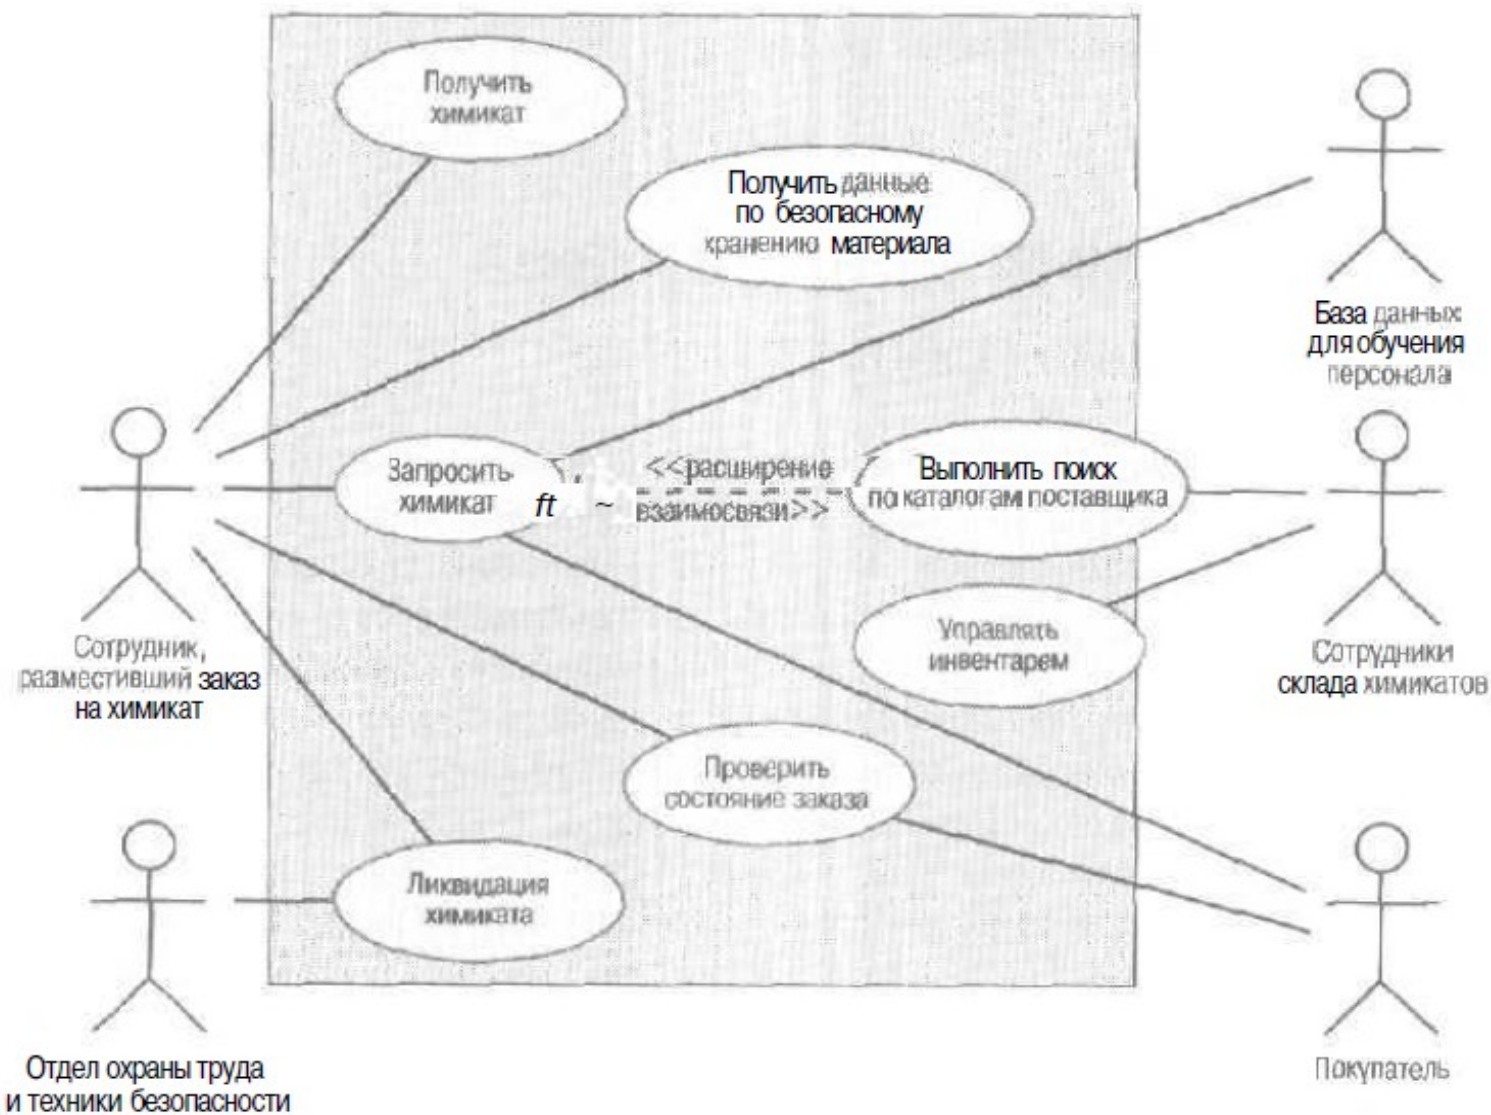 Получить
химикат
Получить данные
по безопасному
хранению материала
База данных
для обучения
персонала
Запросить
химикат
ft ~
<<расширение
взаимосвязи>>
Выполнить поиск
по каталогам поставщика
Управлять
инвентарем
Сотрудник,
разместивший заказ
на химикат
Сотрудники
склада химикатов
Проверить
состояние заказа
Ликвидация
химиката
Отдел охраны труда
и техники безопасности
Покупатель